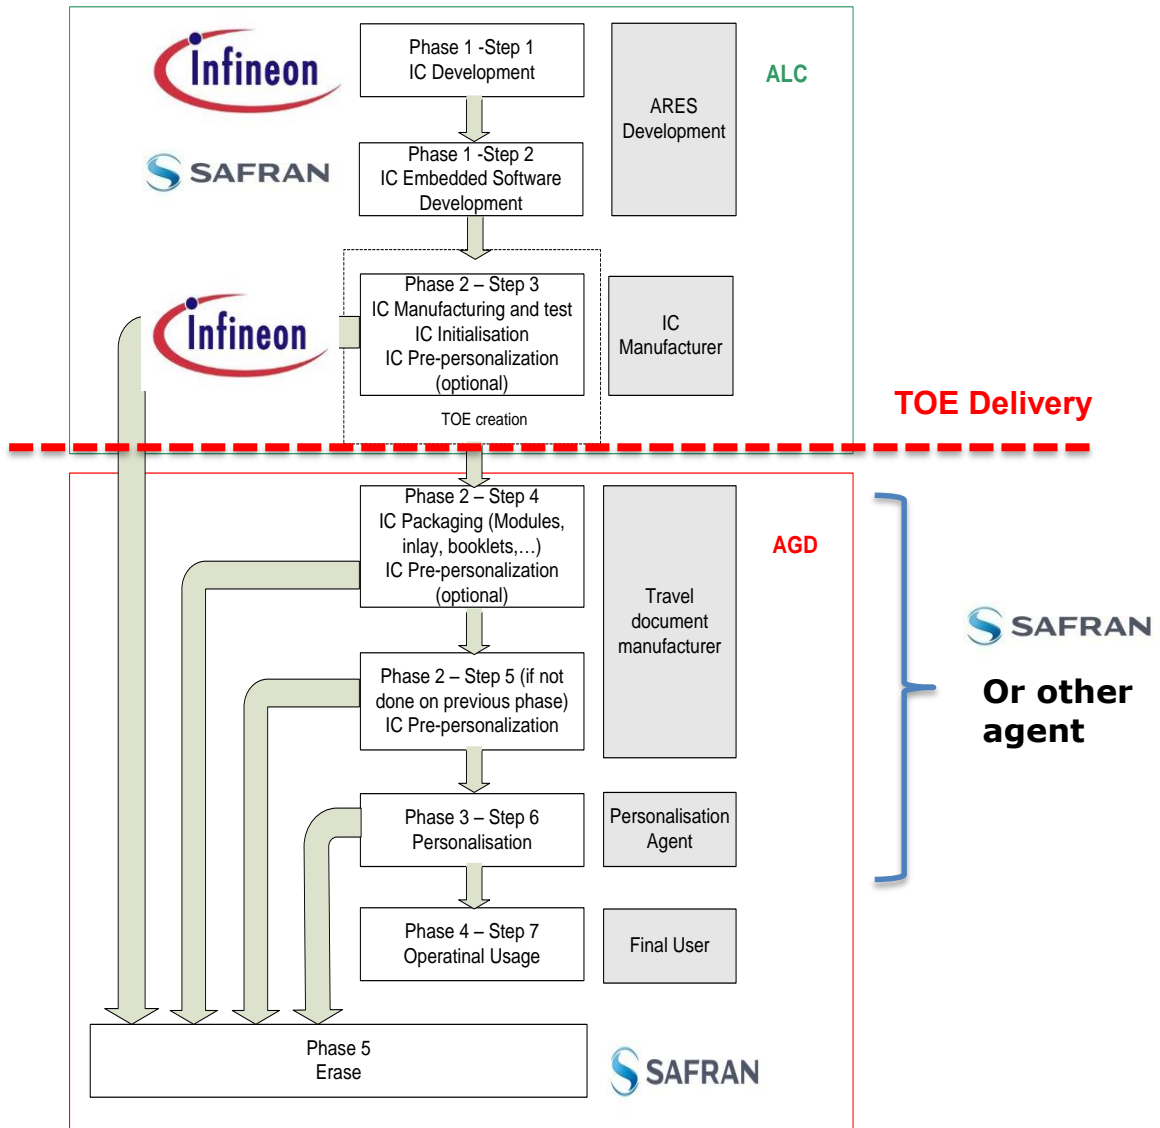 infineon
Phase 1 -Step 1
IC Development
ALC
ARES
Development
SAFRAN
Phase 1 -Step 2
IC Embedded Software
Development
infineon
Phase 2 – Step 3
IC Manufacturing and test
IC Initialisation
IC Pre-personalization
(optional)
IC
Manufacturer
TOE creation
TOE Delivery
Phase 2 – Step 4
IC Packaging (Modules,
inlay, booklets,…)
IC Pre-personalization
(optional)
AGD
Travel
document
manufacturer
SAFRAN
Or other
agent
Phase 2 – Step 5 (if not
done on previous phase)
IC Pre-personalization
Phase 3 – Step 6
Personalisation
Personalisation
Agent
Phase 4 – Step 7
Operatinal Usage
Final User
Phase 5
Erase
SAFRAN